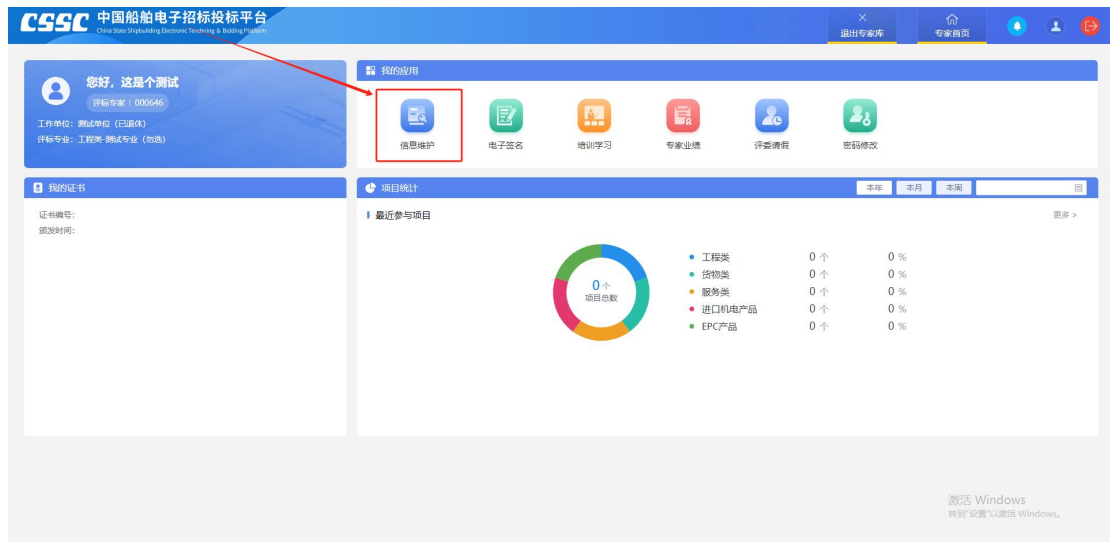 CSSC 中国船舶电子招标投标平台
China State Shipbuilding Electronic Tendering & Bidding Platform
退出专家库
专家首页
您好，这是个测试
评标专家 | 000646
工作单位：测试单位（已退休）
评标专业：工程类-测试专业（勿选）
我的应用
信息维护 电子签名 培训学习 专家业绩 评委请假 密码修改
我的证书
证书编号：
颁发时间：
项目统计 本年 本月 本周
最近参与项目 更多 >
0 个
项目总数
工程类 0 个 0 %
货物类 0 个 0 %
服务类 0 个 0 %
进口机电产品 0 个 0 %
EPC产品 0 个 0 %
激活 Windows
转到"设置"以激活 Windows。